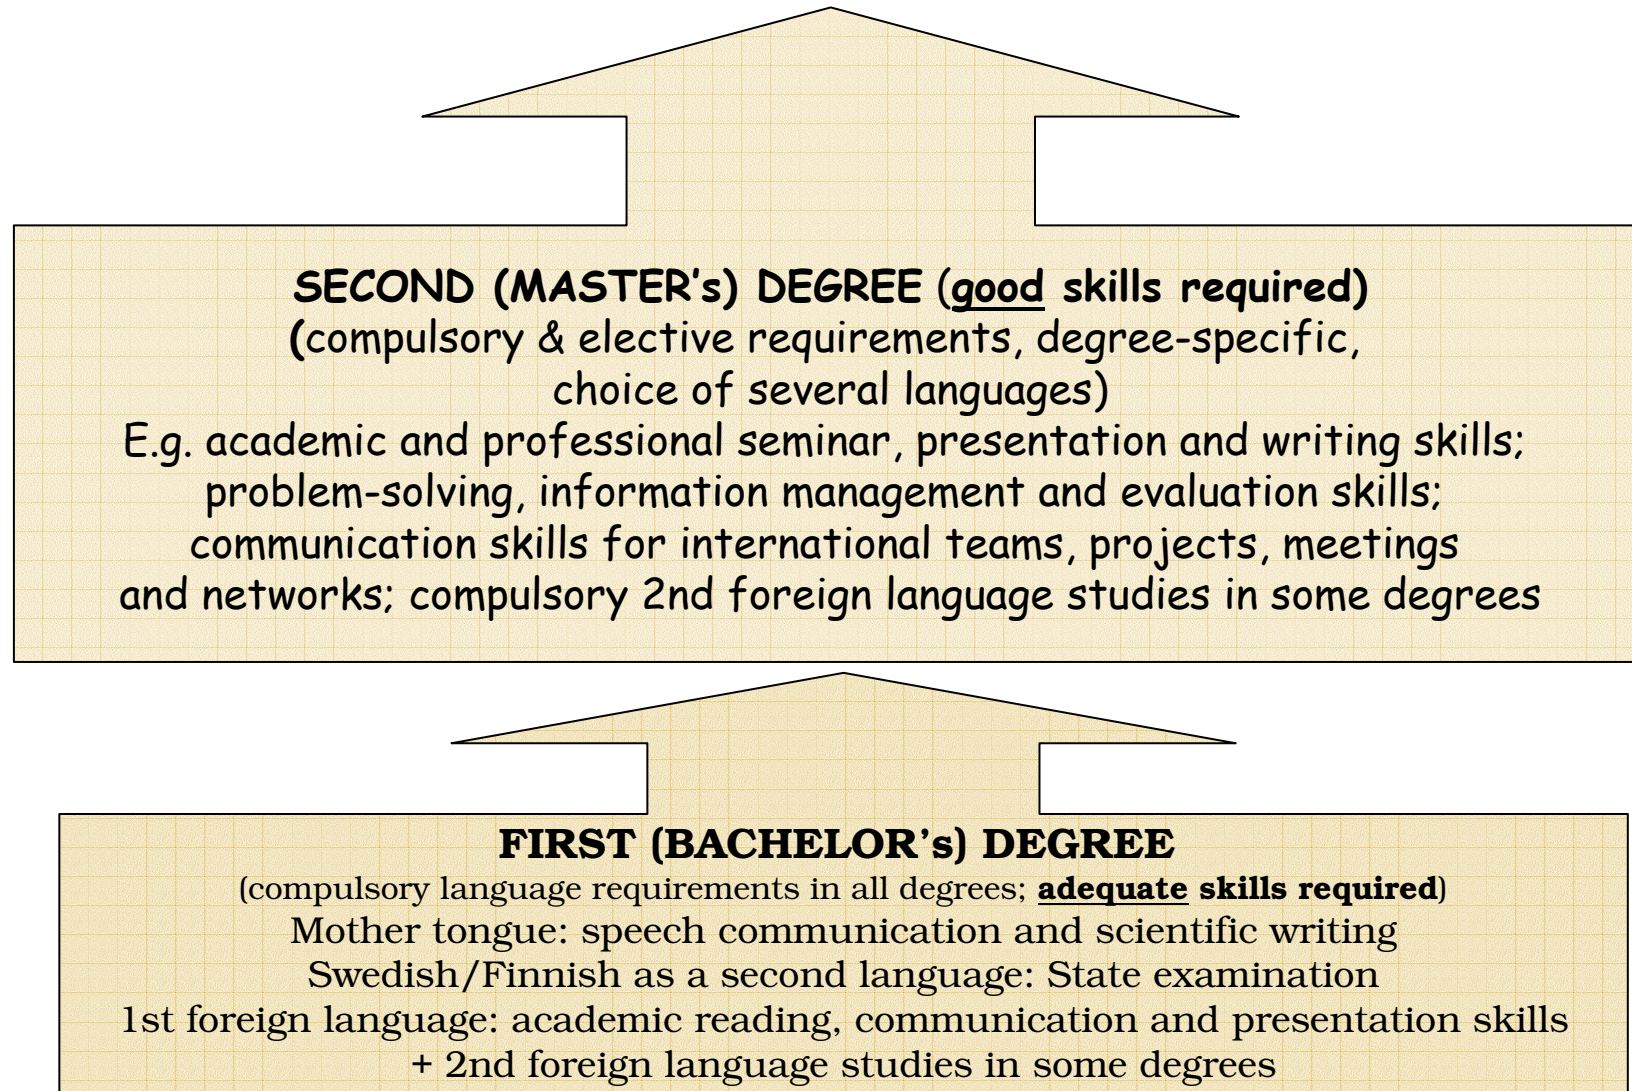 SECOND (MASTER's) DEGREE (good skills required)
(compulsory & elective requirements, degree-specific,
choice of several languages)
E.g. academic and professional seminar, presentation and writing skills;
problem-solving, information management and evaluation skills;
communication skills for international teams, projects, meetings
and networks; compulsory 2nd foreign language studies in some degrees
FIRST (BACHELOR's) DEGREE
(compulsory language requirements in all degrees; adequate skills required)
Mother tongue: speech communication and scientific writing
Swedish/Finnish as a second language: State examination
1st foreign language: academic reading, communication and presentation skills
+ 2nd foreign language studies in some degrees